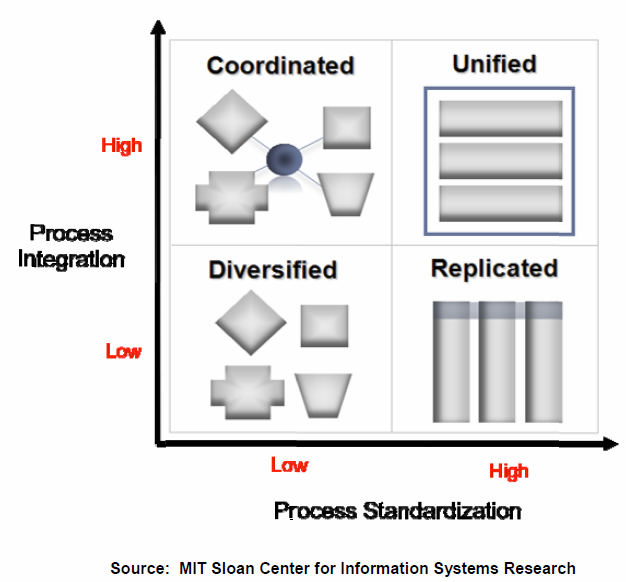 Coordinated
Unified
High
Process
Integration
Diversified
Replicated
Low
Low
High
Process Standardization
Source: MIT Sloan Center for Information Systems Research